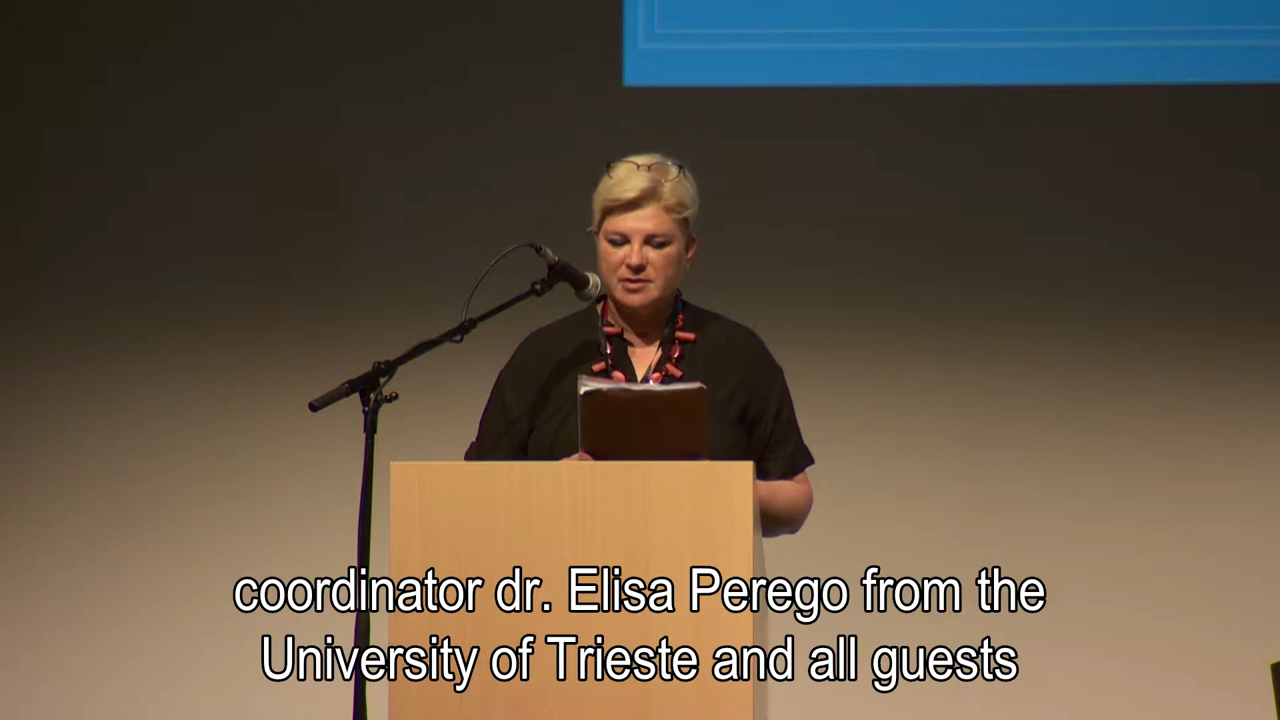 coordinator dr. Elisa Perego from the
University of Trieste and all guests